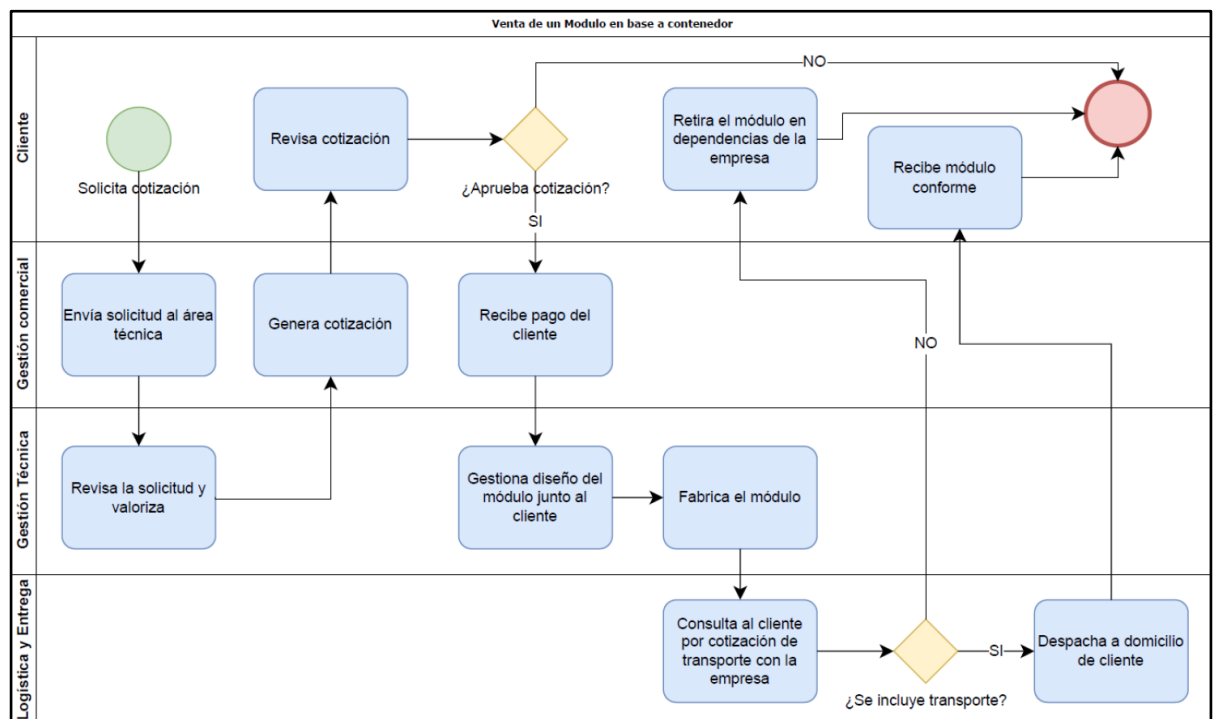 Venta de un Modulo en base a contenedor
Cliente
Solicita cotización
Revisa cotización
¿Aprueba cotización?
NO
SI
Retira el módulo en
dependencias de la
empresa
Recibe módulo
conforme
Gestión comercial
Envía solicitud al área
técnica
Genera cotización
Recibe pago del
cliente
NO
Gestión Técnica
Revisa la solicitud y
valoriza
Gestiona diseño del
módulo junto al
cliente
Fabrica el módulo
Logística y Entrega
Consulta al cliente
por cotización de
transporte con la
empresa
¿Se incluye transporte?
SI
Despacha a domicilio
de cliente